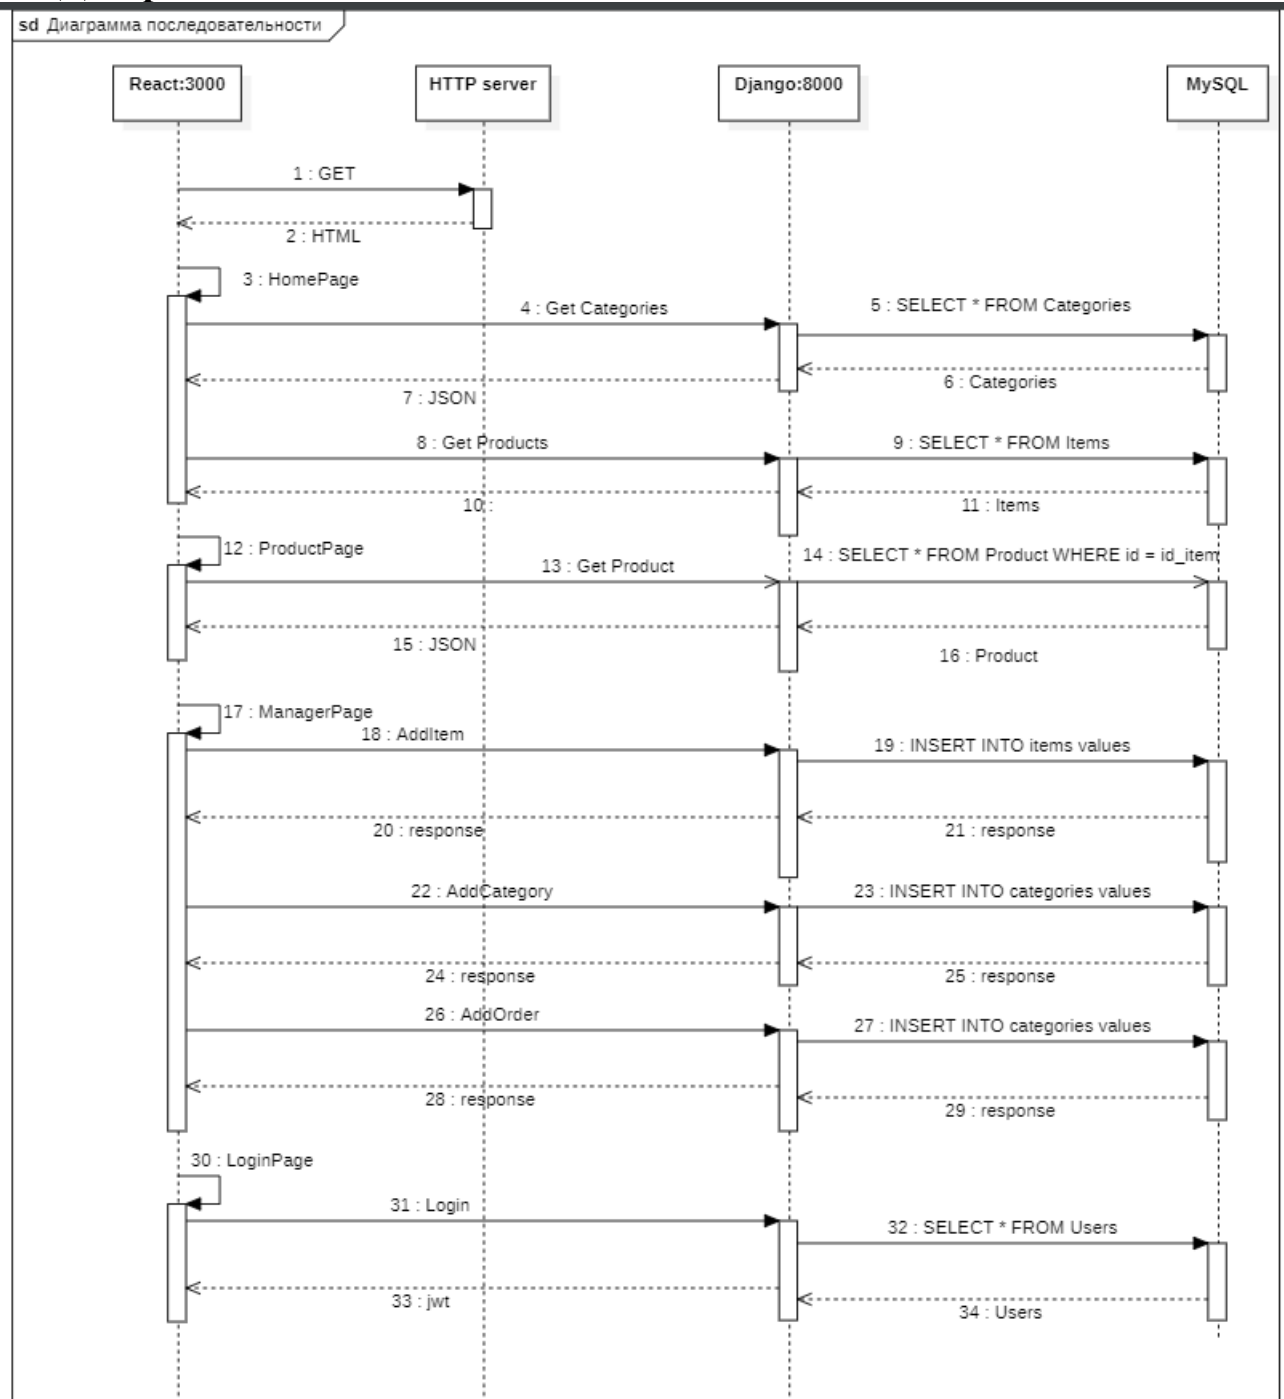 sd Диаграмма последовательности
React:3000
HTTP server
Django:8000
MySQL
1 : GET
2 : HTML
3 : HomePage
4 : Get Categories
5 : SELECT * FROM Categories
6 : Categories
7 : JSON
8 : Get Products
9 : SELECT * FROM Items
10 :
11 : Items
12 : ProductPage
13 : Get Product
14 : SELECT * FROM Product WHERE id = id_item
15 : JSON
16 : Product
17 : ManagerPage
18 : AddItem
19 : INSERT INTO items values
20 : response
21 : response
22 : AddCategory
23 : INSERT INTO categories values
24 : response
25 : response
26 : AddOrder
27 : INSERT INTO categories values
28 : response
29 : response
30 : LoginPage
31 : Login
32 : SELECT * FROM Users
33 : jwt
34 : Users